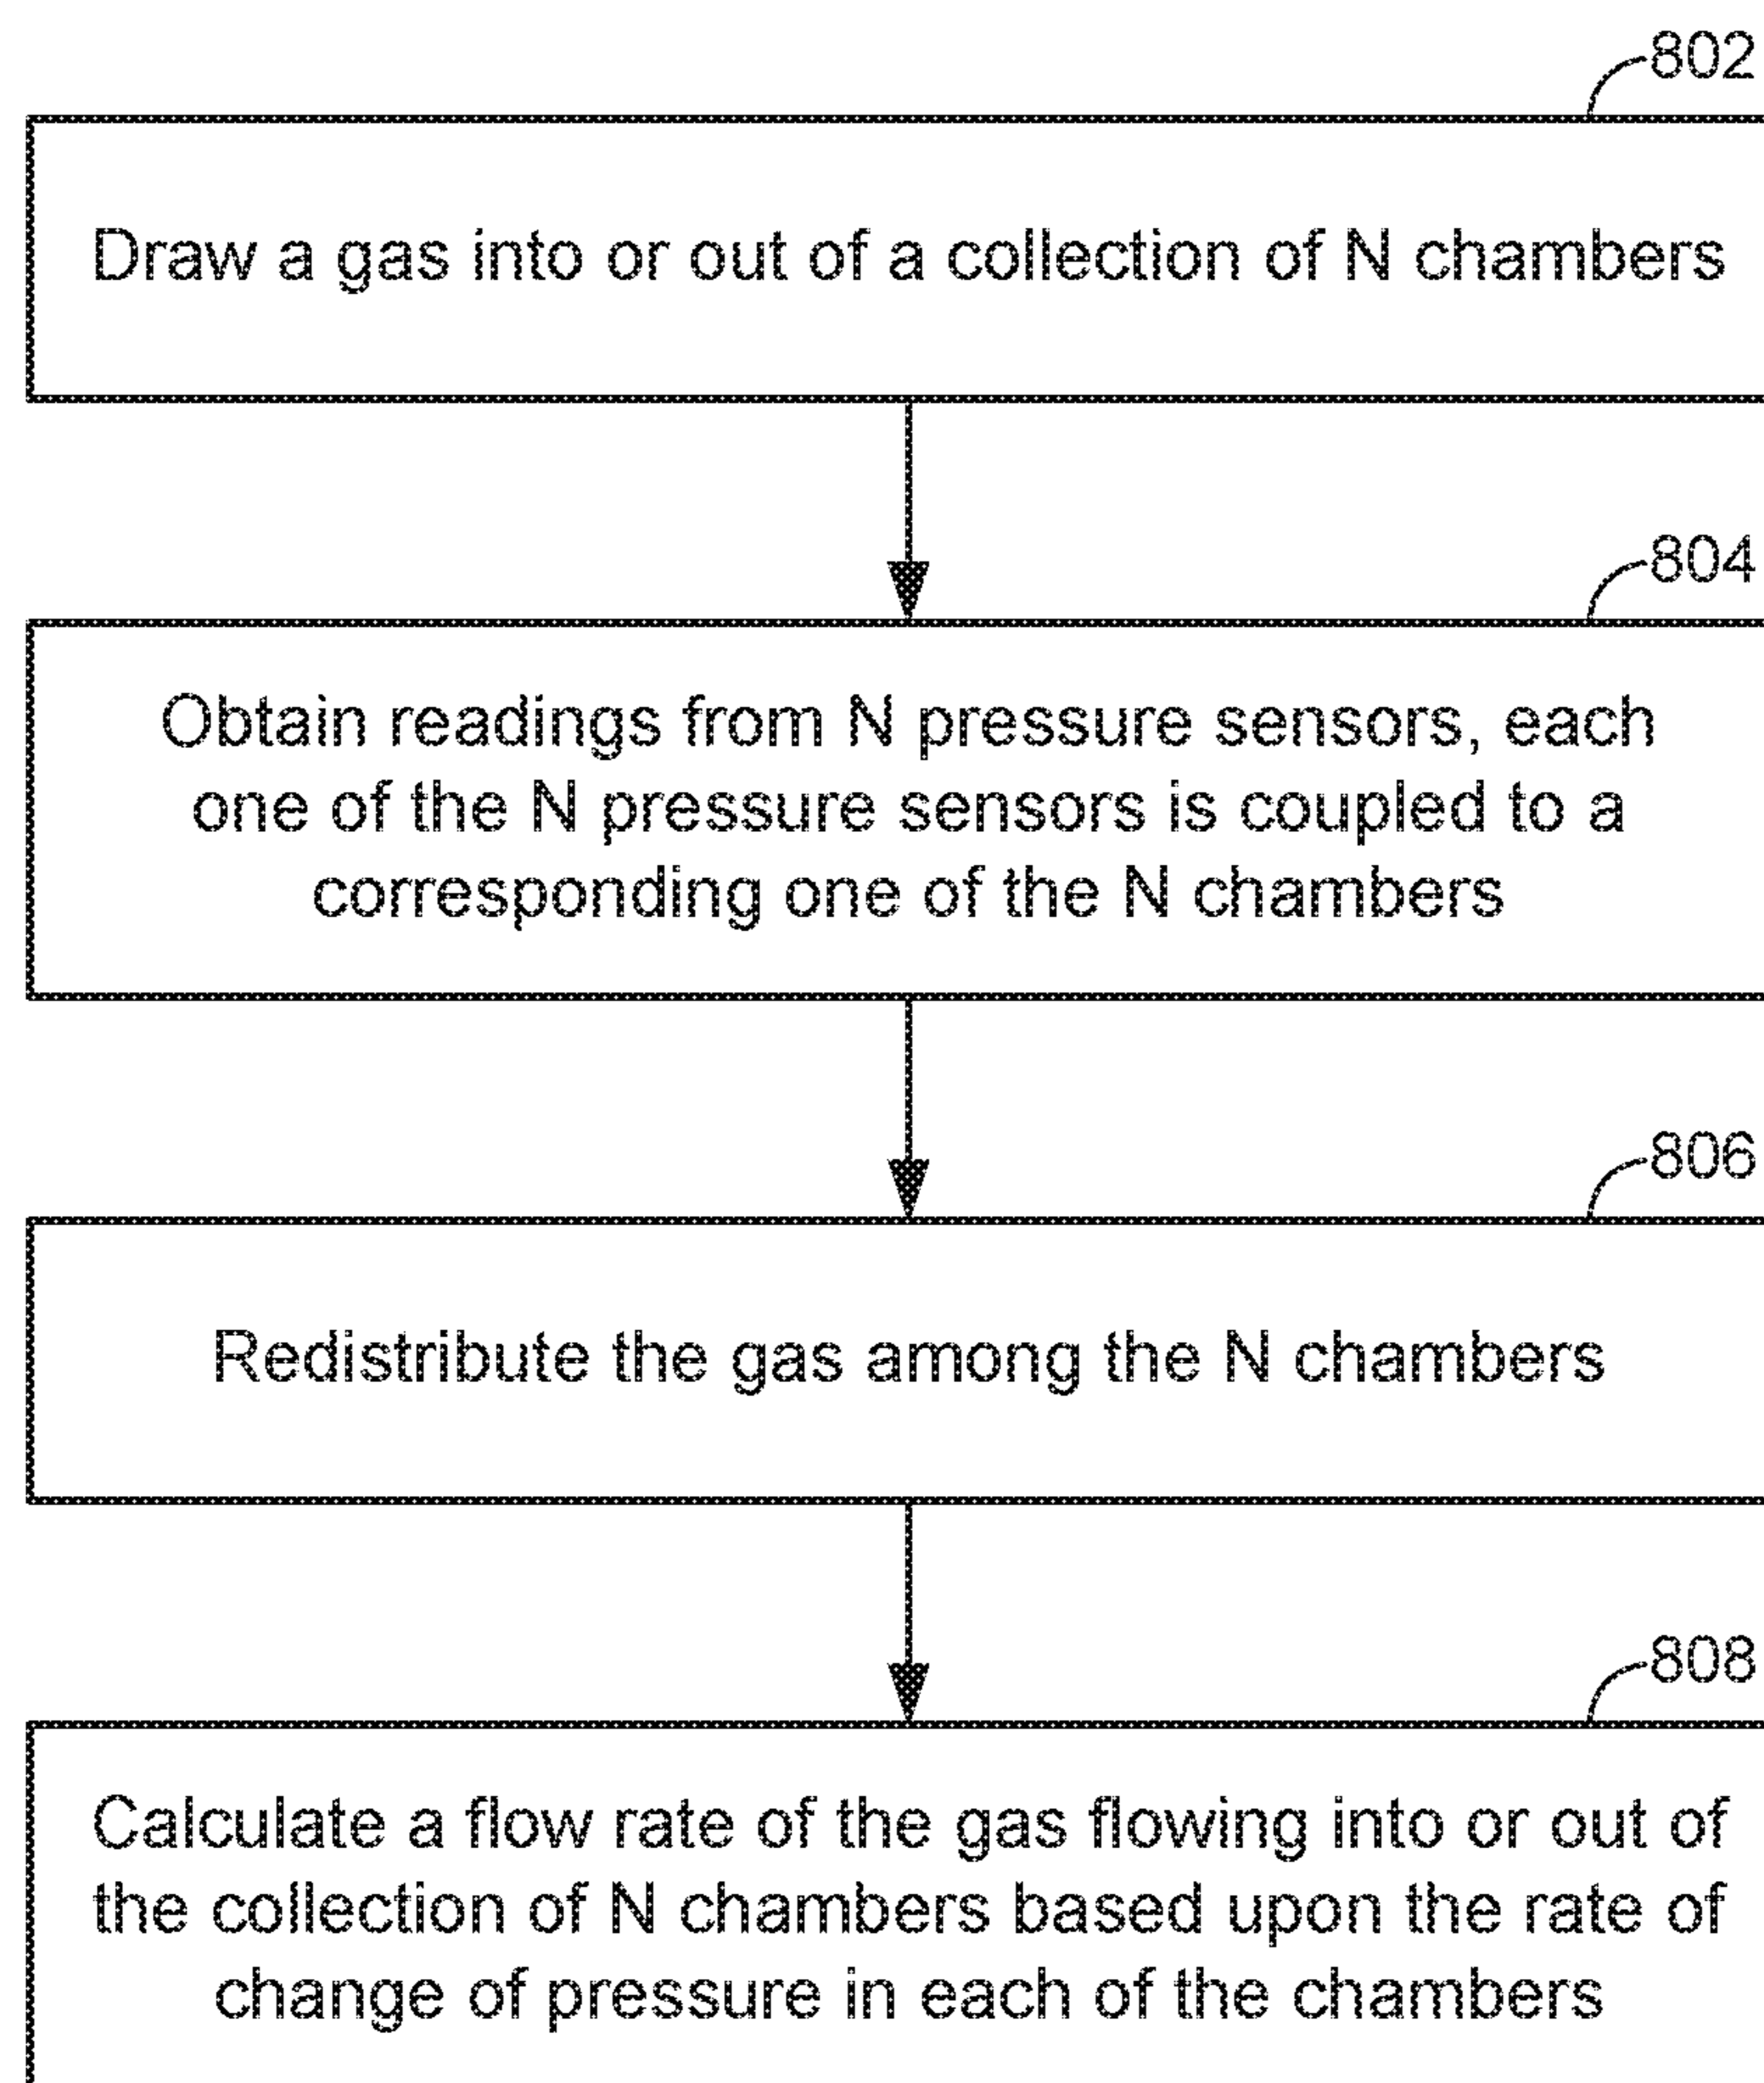 802
Draw a gas into or out of a collection of N chambers
804
Obtain readings from N pressure sensors, each
one of the N pressure sensors is coupled to a
corresponding one of the N chambers
806
Redistribute the gas among the N chambers
808
Calculate a flow rate of the gas flowing into or out of
the collection of N chambers based upon the rate of
change of pressure in each of the chambers